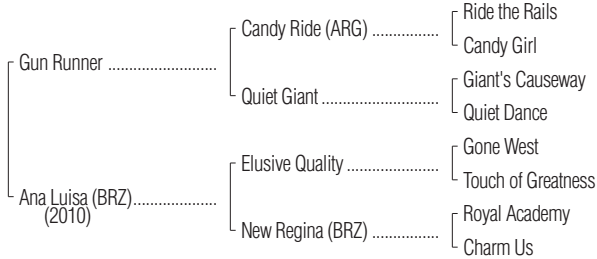 Ride the Rails
Candy Ride (ARG) ................
Candy Girl
Gun Runner ..........................
Giant's Causeway
Quiet Giant ............................
Quiet Dance
Gone West
Elusive Quality ......................
Touch of Greatness
Ana Luisa (BRZ)....................
(2010)
Royal Academy
New Regina (BRZ) ................
Charm Us